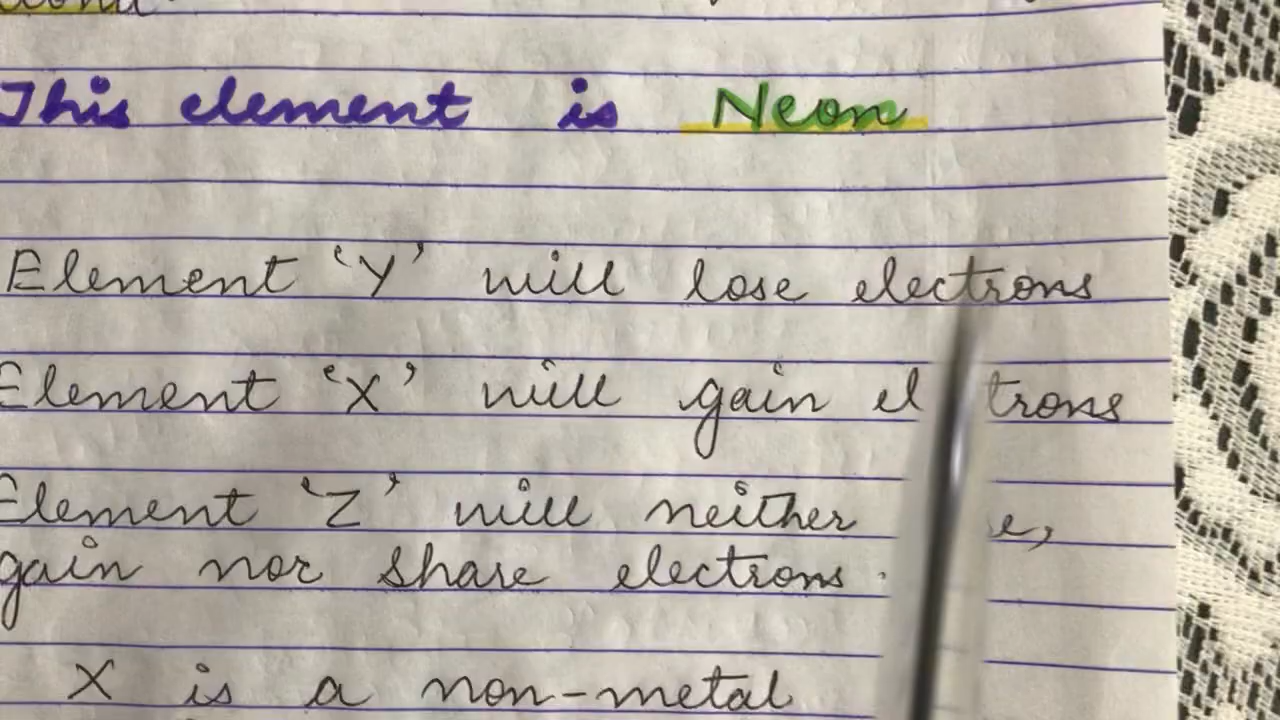 This element is Neon
Element 'Y' will lose electrons
Element 'X' will gain el trons
Element 'Z' will neither e,
gain nor share electrons.
X is a non-metal